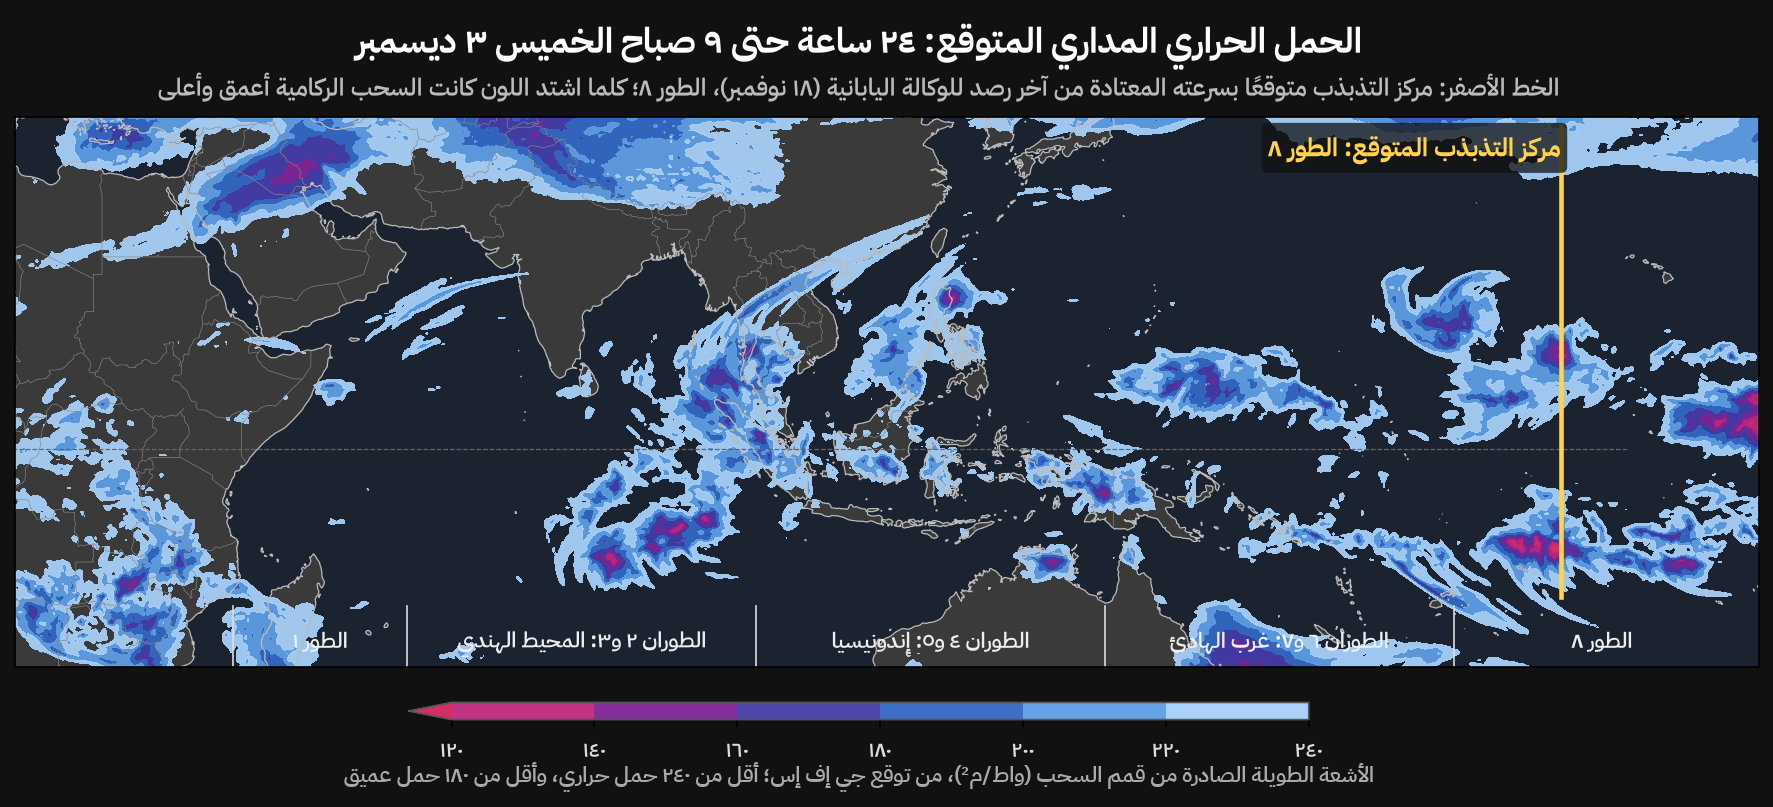 الحمل الحراري المداري المتوقع: ٢٤ ساعة حتى ٩ صباح الخميس ٣ ديسمبر
الخط الأصفر: مركز التذبذب متوقعًا بسرعته المعتادة من آخر رصد للوكالة اليابانية (١٨ نوفمبر)، الطور ٨؛ كلما اشتد اللون كانت السحب الركامية أعمق وأعلى
مركز التذبذب المتوقع: الطور ٨
الطور ١
الطوران ٢ و٣: المحيط الهندي
الطوران ٤ و٥: إندونيسيا
الطوران ٦ و٧: غرب الهادئ
الطور ٨
١٢٠ ١٤٠ ١٦٠ ١٨٠ ٢٠٠ ٢٢٠ ٢٤٠
الأشعة الطويلة الصادرة من قمم السحب (واط/م²)، من توقع جي إف إس؛ أقل من ٢٤٠ حمل حراري، وأقل من ١٨٠ حمل عميق